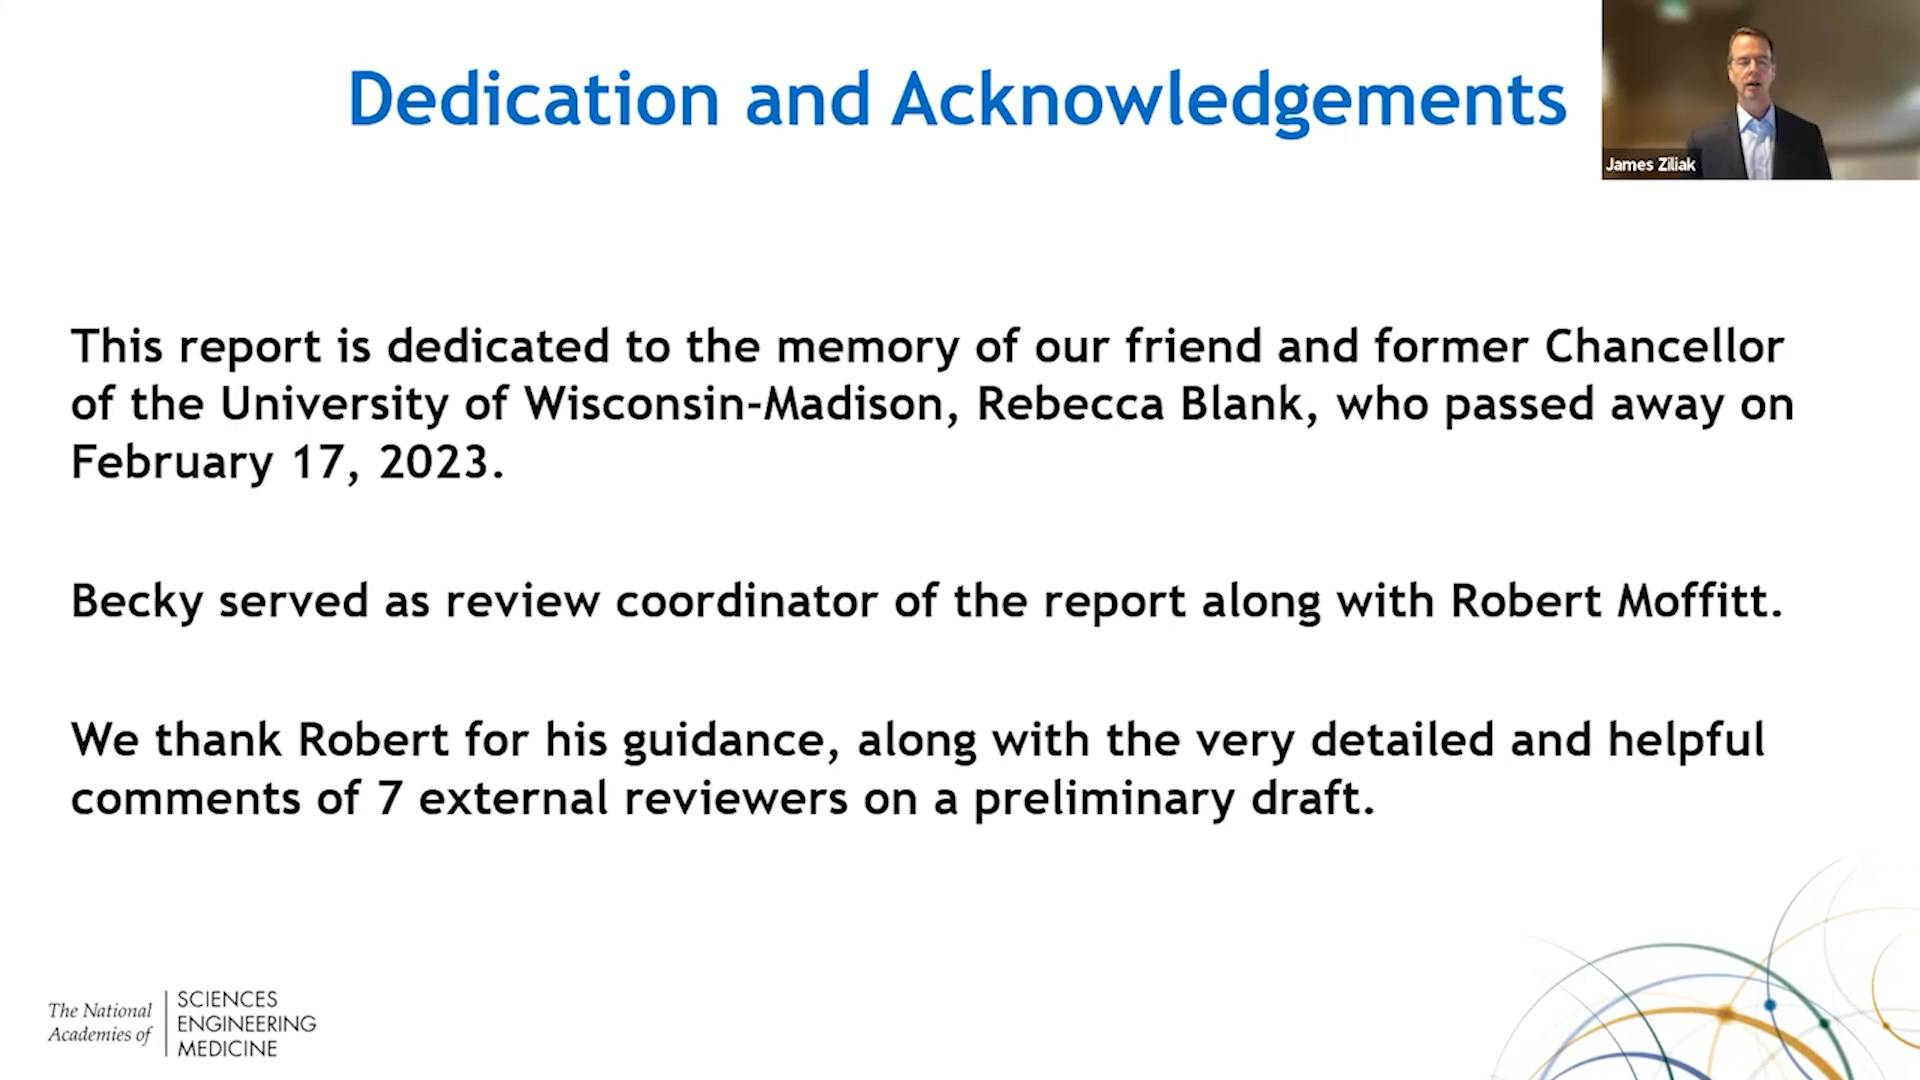 Dedication and Acknowledgements
James Ziliak
This report is dedicated to the memory of our friend and former Chancellor
of the University of Wisconsin-Madison, Rebecca Blank, who passed away on
February 17, 2023.
Becky served as review coordinator of the report along with Robert Moffitt.
We thank Robert for his guidance, along with the very detailed and helpful
comments of 7 external reviewers on a preliminary draft.
The National
Academies of
SCIENCES
ENGINEERING
MEDICINE